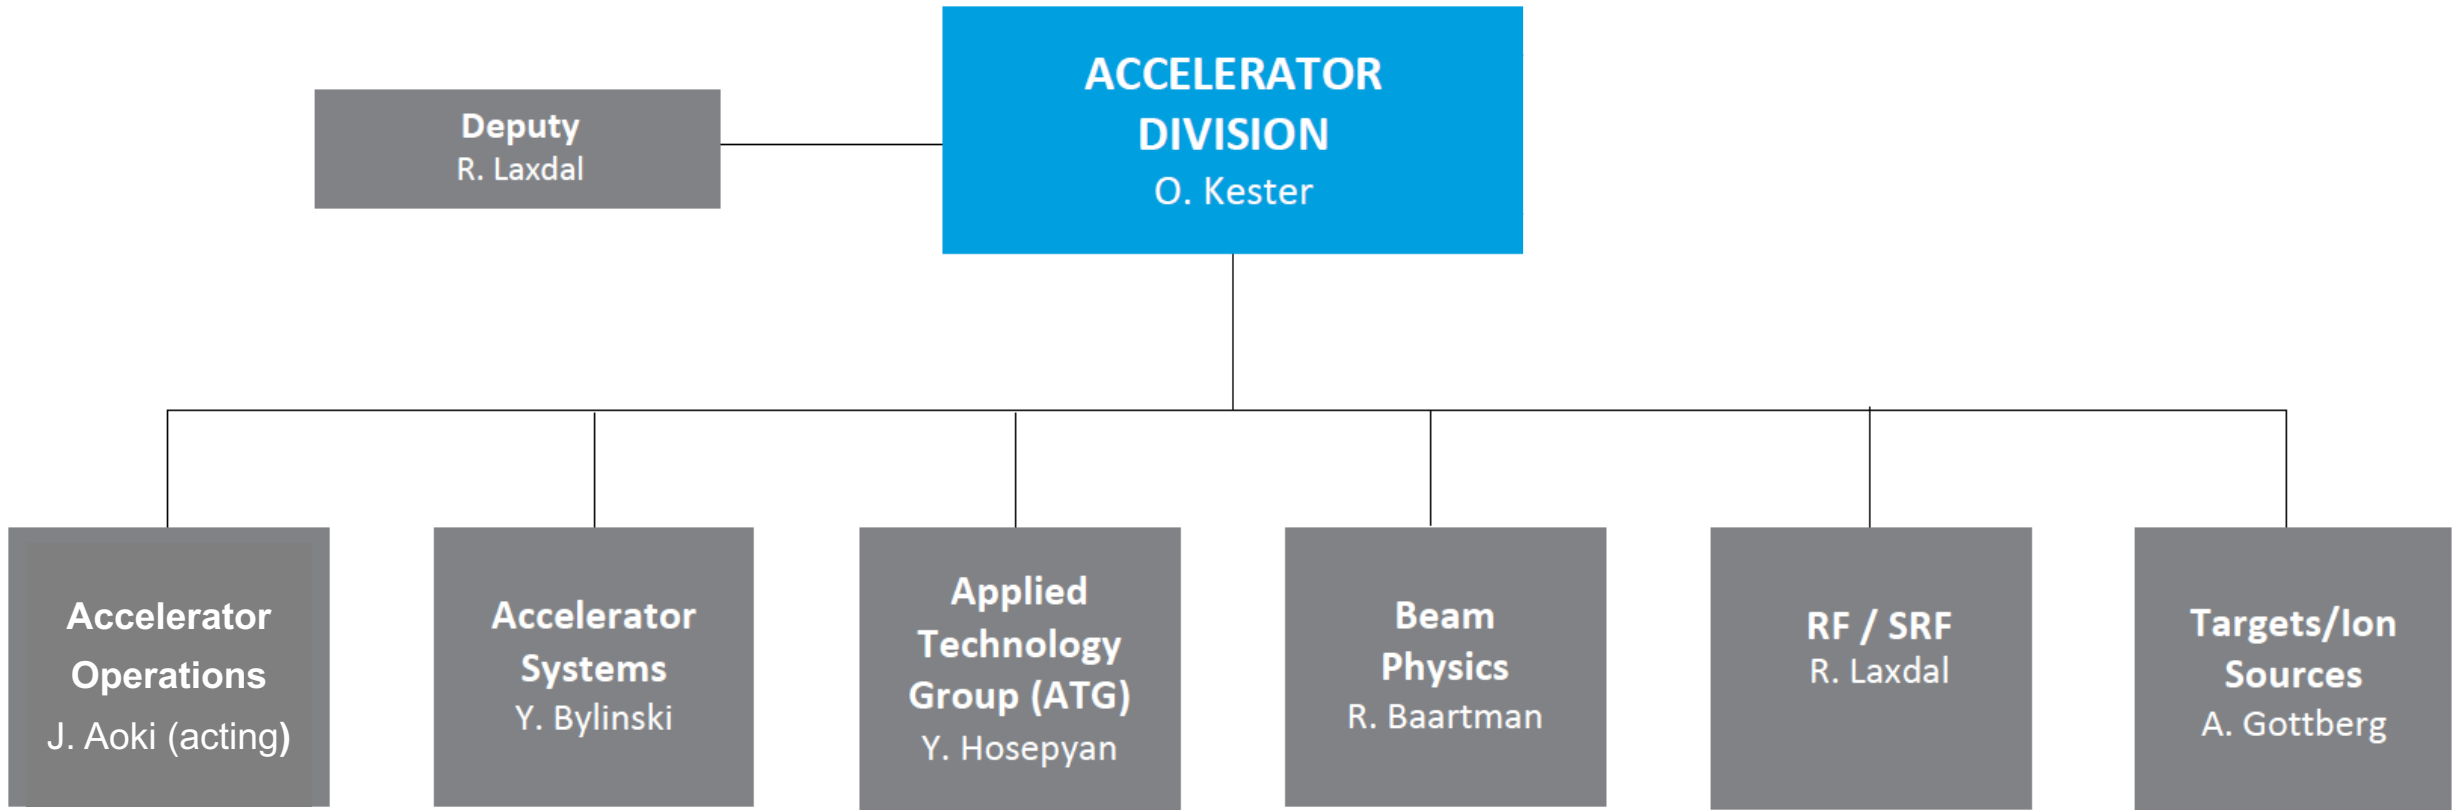 ACCELERATOR
DIVISION
O. Kester
Deputy
R. Laxdal
Accelerator
Operations
J. Aoki (acting)
Accelerator
Systems
Y. Bylinski
Applied
Technology
Group (ATG)
Y. Hosepyan
Beam
Physics
R. Baartman
RF / SRF
R. Laxdal
Targets/Ion
Sources
A. Gottberg